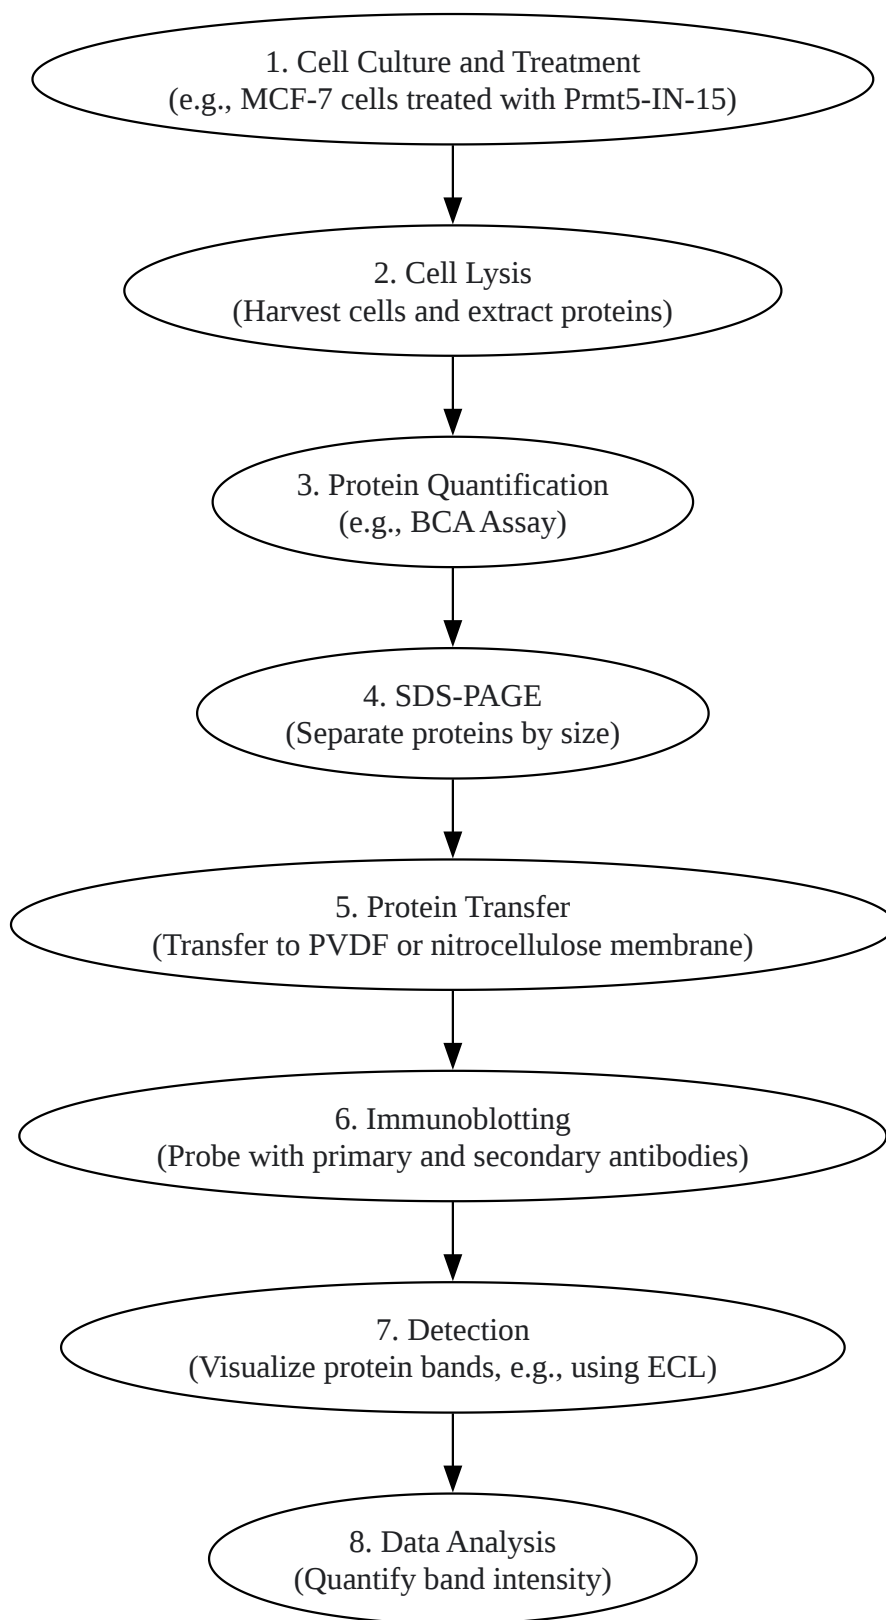 1. Cell Culture and Treatment
(e.g., MCF-7 cells treated with Prmt5-IN-15)
2. Cell Lysis
(Harvest cells and extract proteins)
3. Protein Quantification
(e.g., BCA Assay)
4. SDS-PAGE
(Separate proteins by size)
5. Protein Transfer
(Transfer to PVDF or nitrocellulose membrane)
6. Immunoblotting
(Probe with primary and secondary antibodies)
7. Detection
(Visualize protein bands, e.g., using ECL)
8. Data Analysis
(Quantify band intensity)